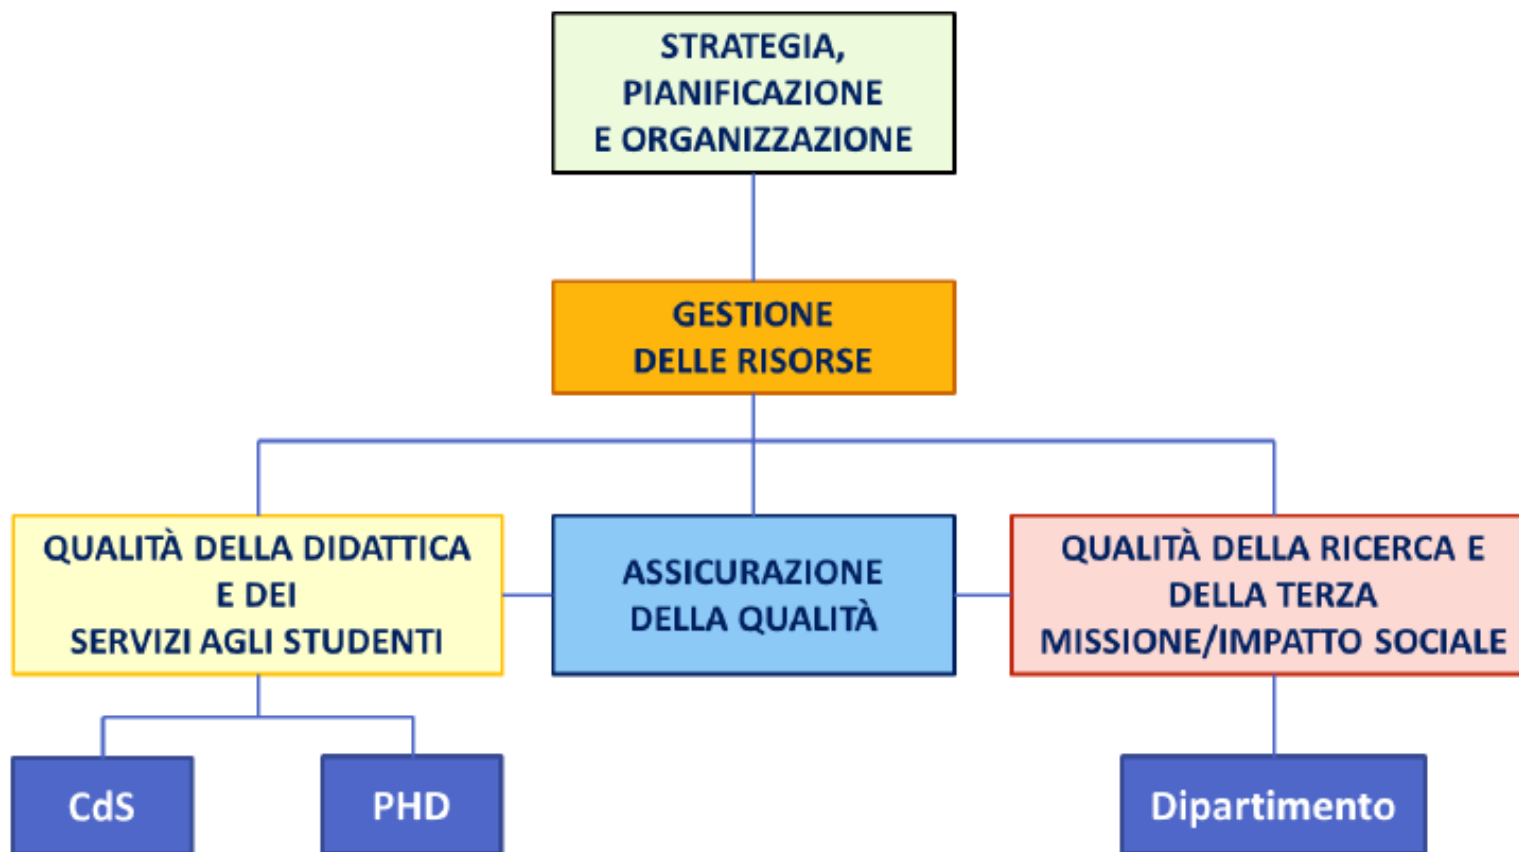 STRATEGIA,
PIANIFICAZIONE
E ORGANIZZAZIONE
GESTIONE
DELLE RISORSE
QUALITÀ DELLA DIDATTICA
E DEI
SERVIZI AGLI STUDENTI
ASSICURAZIONE
DELLA QUALITÀ
QUALITÀ DELLA RICERCA E
DELLA TERZA
MISSIONE/IMPATTO SOCIALE
CdS
PHD
Dipartimento